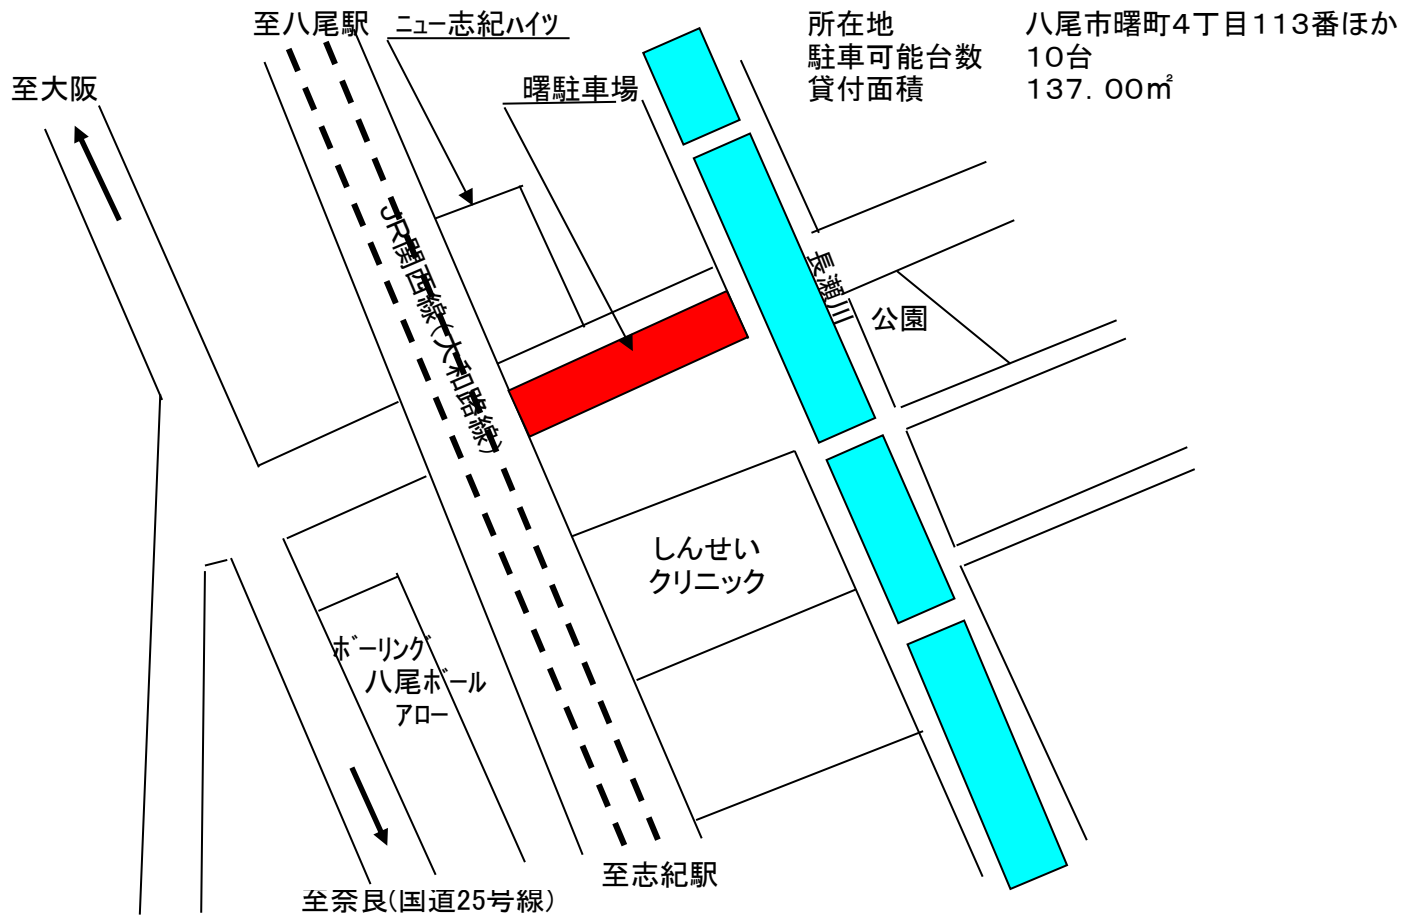 至八尾駅
ニュー志紀ハイツ
所在地 八尾市曙町4丁目113番ほか
駐車可能台数 10台
貸付面積 137.00㎡
至大阪
曙駐車場
JR関西線(大和路線)
長瀬川
公園
しんせい
クリニック
ボーリング
八尾ボール
アロー
至志紀駅
至奈良(国道25号線)